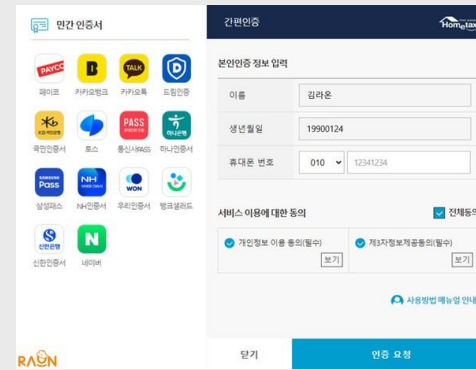 민간 인증서
PAYCO
B
TALK
페이코
카카오뱅크
카카오톡
드림인증
PASS
하나은행
국민인증서
토스
통신사PASS
하나인증서
SAMSUNG
Pass
NH
WON
삼성패스
NH인증서
우리인증서
뱅크샐러드
신한은행
N
신한인증서
네이버
RAON
간편인증
Hometax
본인인증 정보 입력
이름
김라온
생년월일
19900124
휴대폰 번호
010
12341234
서비스 이용에 대한 동의
전체동의
개인정보 이용 동의(필수)
보기
제3자정보제공동의(필수)
보기
사용방법 매뉴얼 안내
닫기
인증 요청